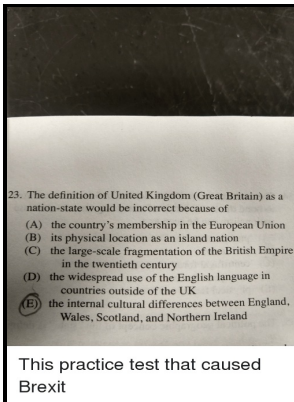 23. The definition of United Kingdom (Great Britain) as a
nation-state would be incorrect because of
(A) the country's membership in the European Union
(B) its physical location as an island nation
(C) the large-scale fragmentation of the British Empire
in the twentieth century
(D) the widespread use of the English language in
countries outside of the UK
(E) the internal cultural differences between England,
Wales, Scotland, and Northern Ireland
This practice test that caused
Brexit